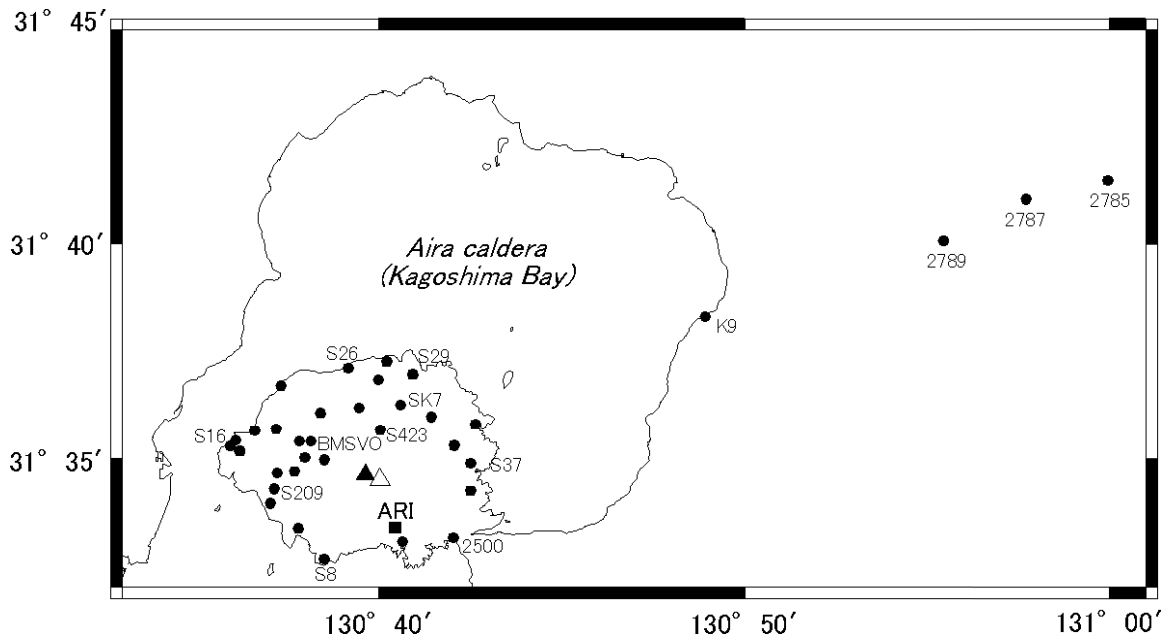 31° 45′
2785
2787
31° 40′
Aira caldera
2789
(Kagoshima Bay)
K9
S26
S29
SK7
S16
S423
BMSVO
31° 35′
S37
S209
ARI
2500
S8
130° 40′
130° 50′
131° 00′